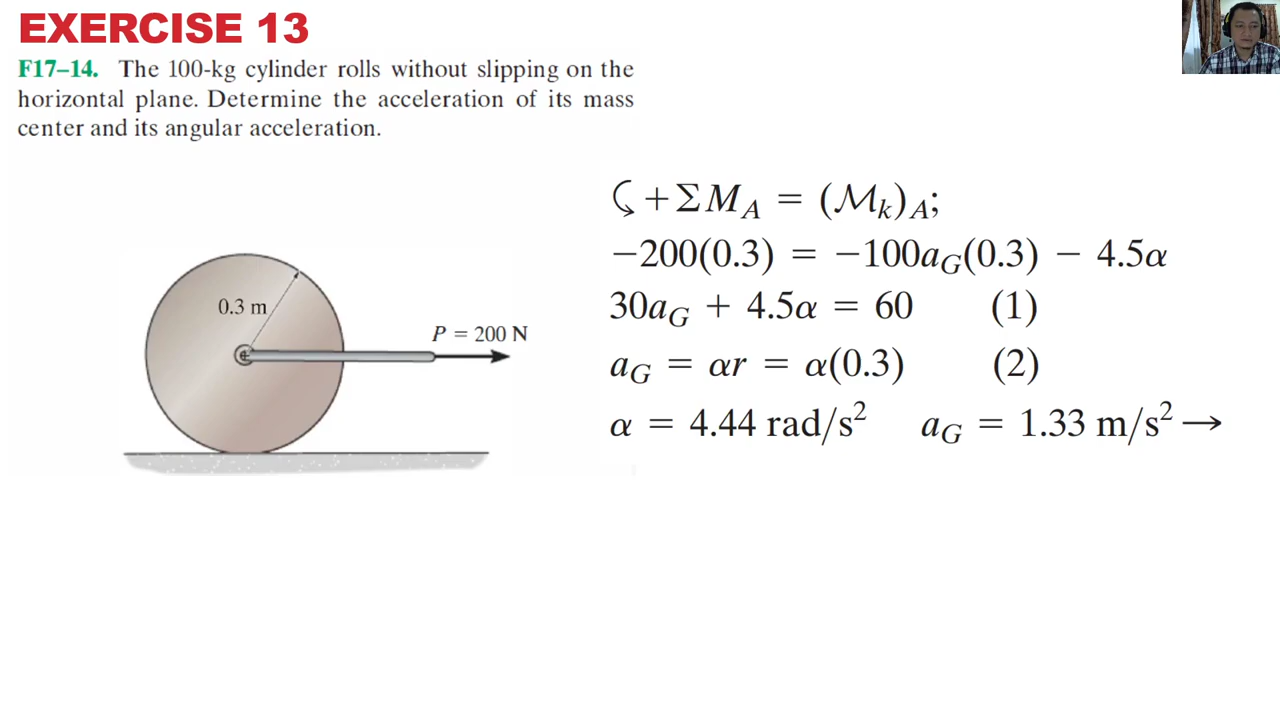 EXERCISE 13
F17–14. The 100-kg cylinder rolls without slipping on the
horizontal plane. Determine the acceleration of its mass
center and its angular acceleration.
0.3 m
P = 200 N
⤹+ΣM_A = (ℳ_k)_A;
−200(0.3) = −100a_G(0.3) − 4.5α
30a_G + 4.5α = 60 (1)
a_G = αr = α(0.3) (2)
α = 4.44 rad/s² a_G = 1.33 m/s² →